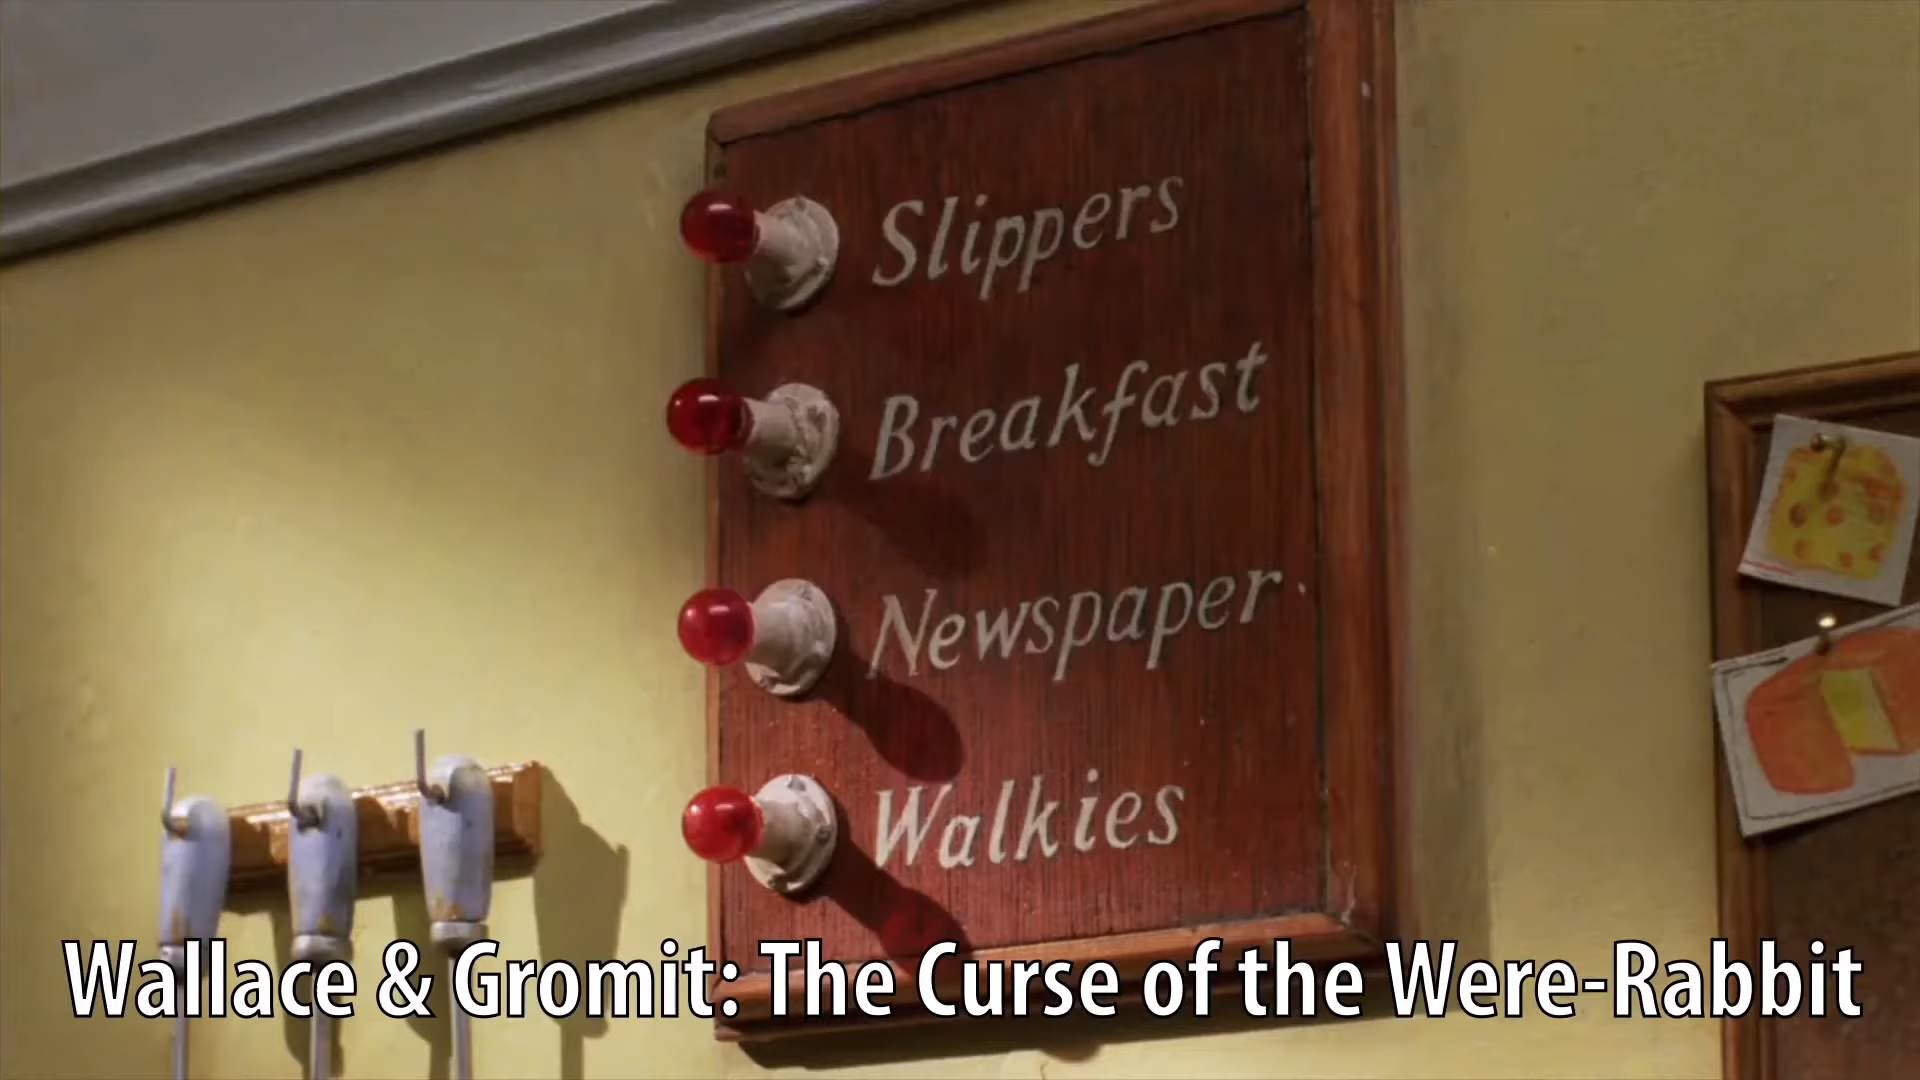 Slippers
Breakfast
Newspaper
Walkies
Wallace & Gromit: The Curse of the Were-Rabbit